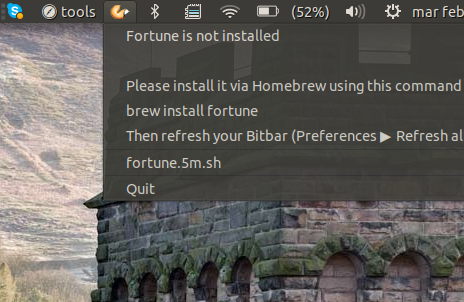 tools (52%) mar feb
Fortune is not installed
Please install it via Homebrew using this command
brew install fortune
Then refresh your Bitbar (Preferences ▶ Refresh al
fortune.5m.sh
Quit